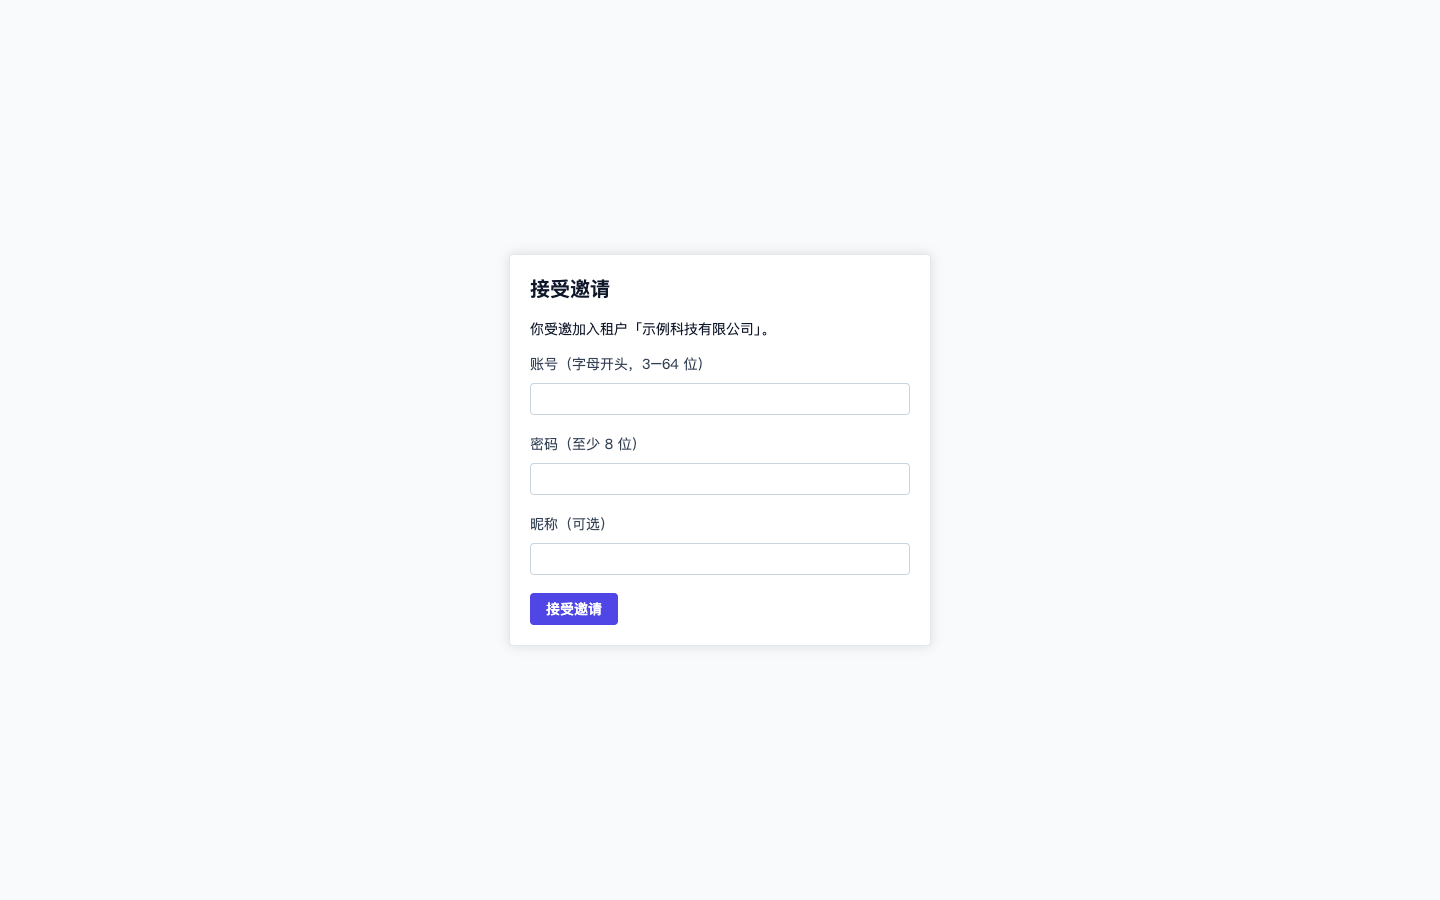 接受邀请
你受邀加入租户「示例科技有限公司」。
账号（字母开头，3—64 位）
密码（至少 8 位）
昵称（可选）
接受邀请